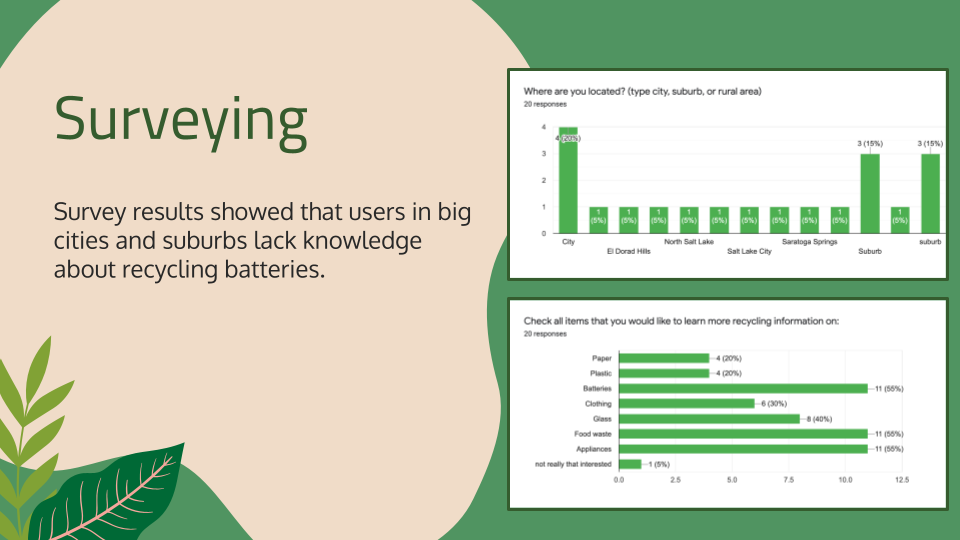 Surveying
Survey results showed that users in big
cities and suburbs lack knowledge
about recycling batteries.
Where are you located? (type city, suburb, or rural area)
20 responses
4
3
2
1
0
4 (20%)
1
(5%)
1
(5%)
1
(5%)
1
(5%)
1
(5%)
1
(5%)
1
(5%)
1
(5%)
1
(5%)
3 (15%)
1
(5%)
3 (15%)
City
El Dorad Hills
North Salt Lake
Salt Lake City
Saratoga Springs
Suburb
suburb
Check all items that you would like to learn more recycling information on:
20 responses
Paper
4 (20%)
Plastic
4 (20%)
Batteries
11 (55%)
Clothing
6 (30%)
Glass
8 (40%)
Food waste
11 (55%)
Appliances
11 (55%)
not really that interested
1 (5%)
0.0
2.5
5.0
7.5
10.0
12.5